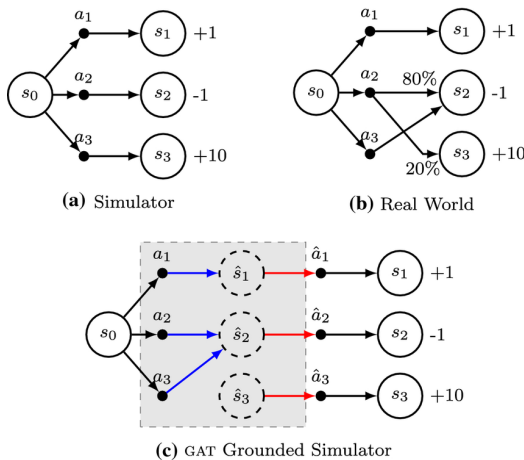 a₁ s₁ +1
s₀ a₂ s₂ -1
a₃ s₃ +10
(a) Simulator
a₁ s₁ +1
s₀ a₂ 80% s₂ -1
a₃ 20% s₃ +10
(b) Real World
a₁ ŝ₁ â₁ s₁ +1
s₀ a₂ ŝ₂ â₂ s₂ -1
a₃ ŝ₃ â₃ s₃ +10
(c) GAT Grounded Simulator